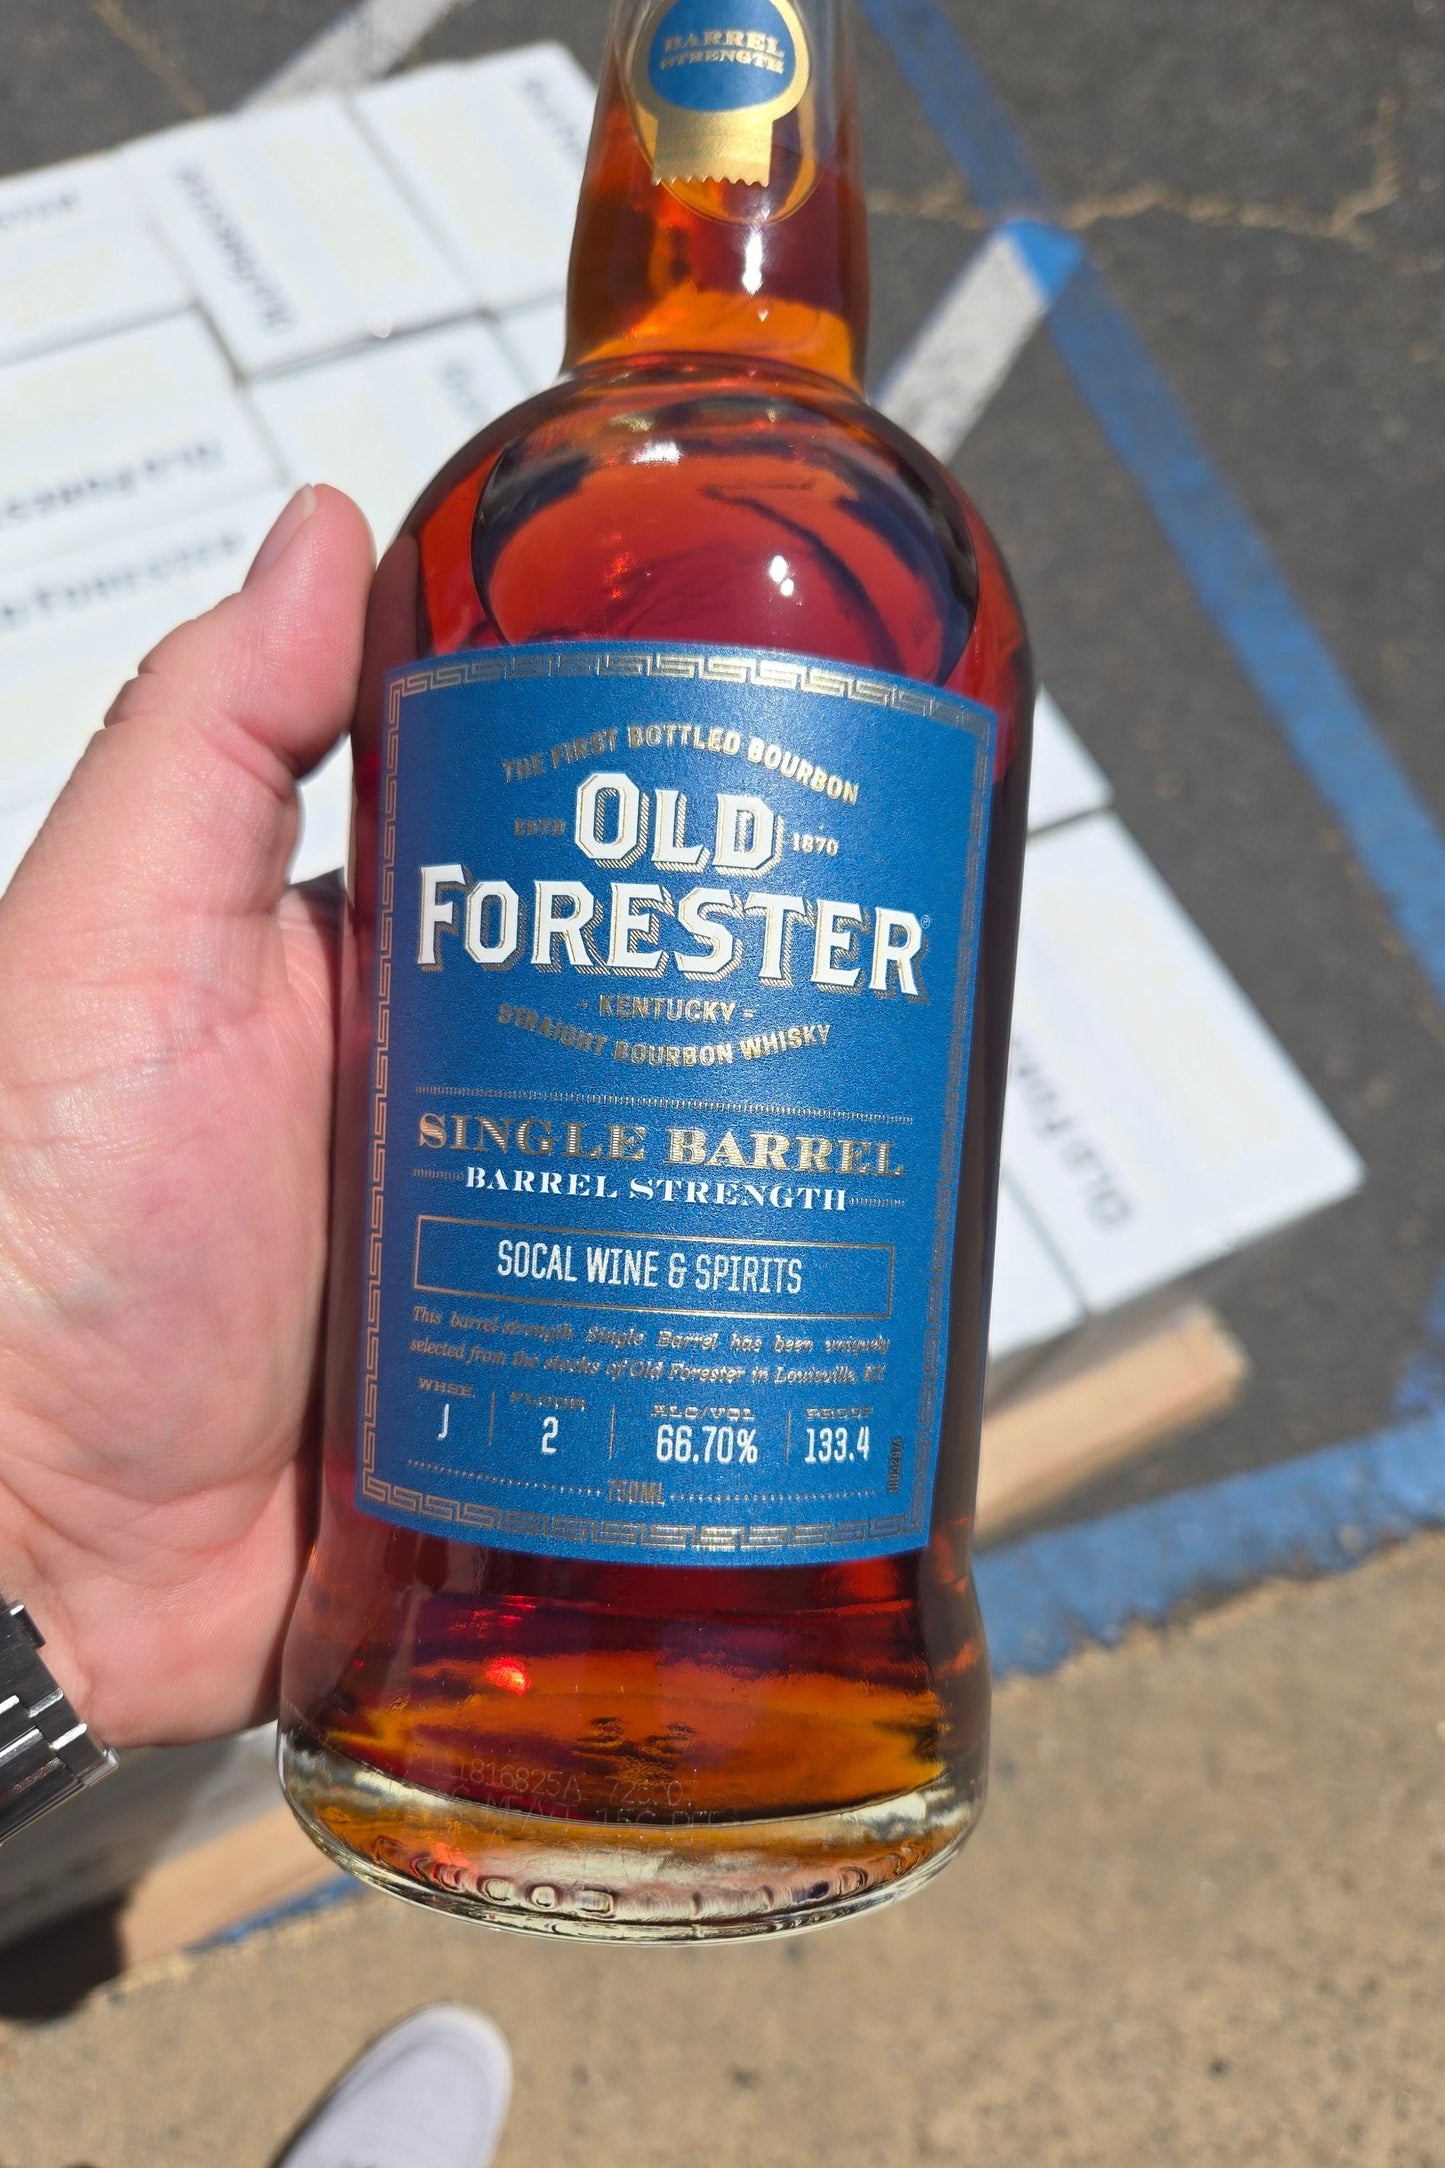 BARREL
STRENGTH
THE FIRST BOTTLED BOURBON
ESTD OLD 1870
FORESTER®
- KENTUCKY -
STRAIGHT BOURBON WHISKY
SINGLE BARREL
BARREL STRENGTH
SOCAL WINE & SPIRITS
This barrel strength Single Barrel has been uniquely
selected from the stocks of Old Forester in Louisville, KY
WHSE. FLOOR ALC/VOL PROOF
J 2 66.70% 133.4
750ML
OLD FORESTER